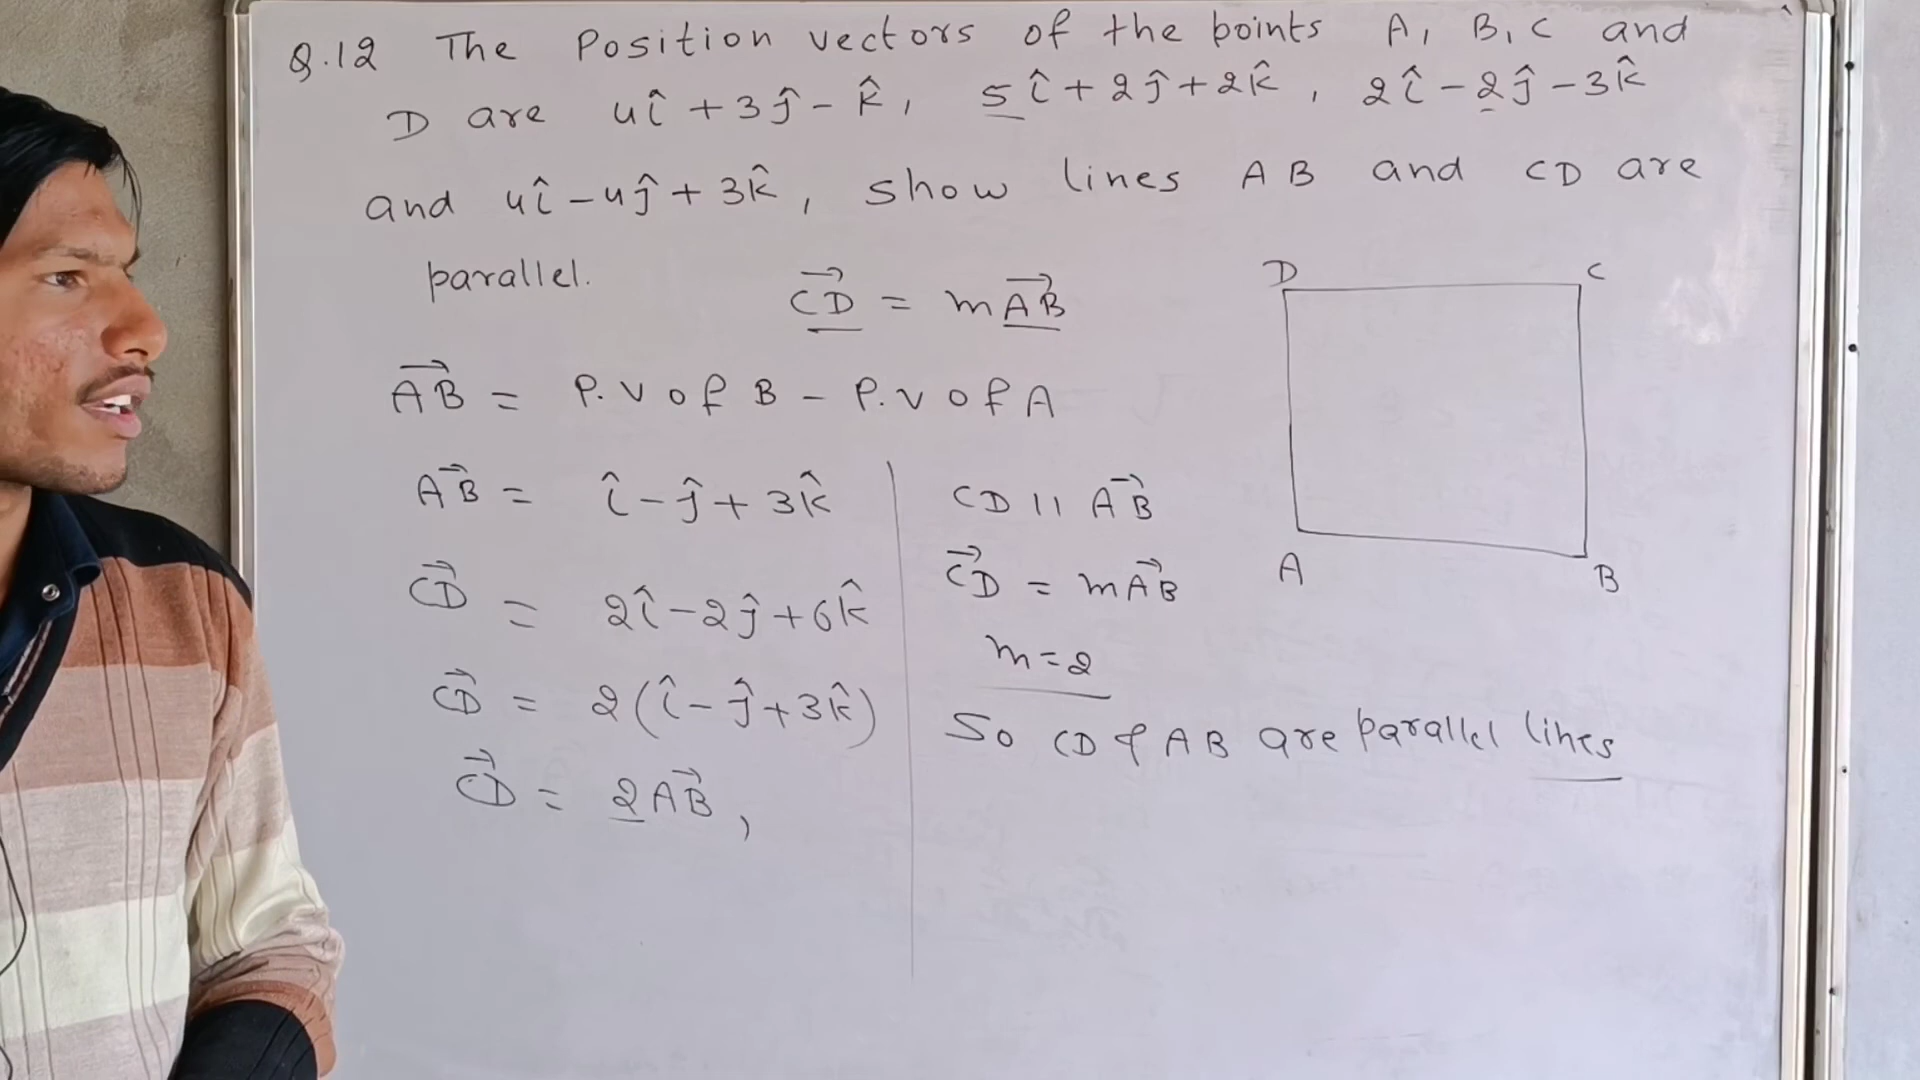 Q.12 The Position vectors of the points A, B, C and
D are 4î + 3ĵ - k̂, 5î + 2ĵ + 2k̂, 2î - 2ĵ - 3k̂
and 4î - 4ĵ + 3k̂, show lines AB and CD are
parallel.
CD⃗ = mAB⃗
D C
AB⃗ = P.V of B - P.V of A
AB⃗ = î - ĵ + 3k̂
CD⃗ = 2î - 2ĵ + 6k̂
CD⃗ = 2(î - ĵ + 3k̂)
CD⃗ = 2AB⃗,
CD || AB⃗
CD⃗ = mAB⃗
m = 2
So CD & AB are parallel lines
A B